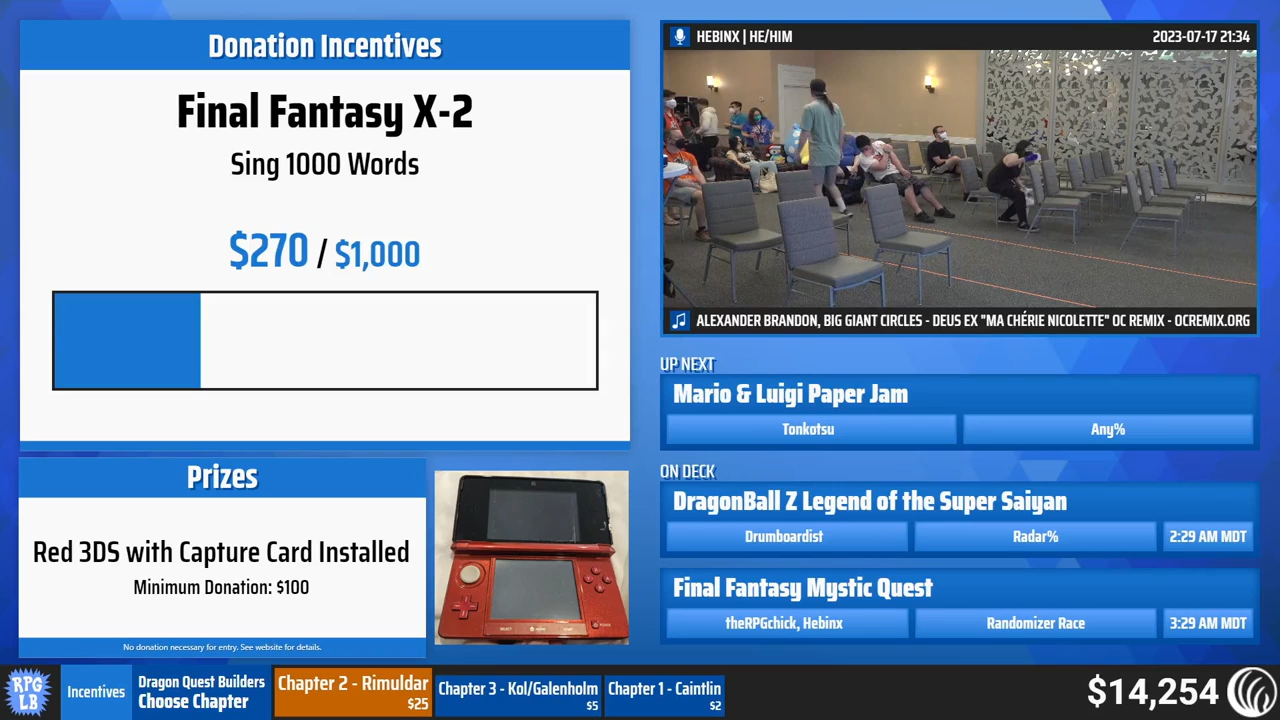 Donation Incentives
Final Fantasy X-2
Sing 1000 Words
$270 / $1,000
Prizes
Red 3DS with Capture Card Installed
Minimum Donation: $100
No donation necessary for entry. See website for details.
HEBINX | HE/HIM
2023-07-17 21:34
ALEXANDER BRANDON, BIG GIANT CIRCLES - DEUS EX "MA CHÉRIE NICOLETTE" OC REMIX - OCREMIX.ORG
UP NEXT
Mario & Luigi Paper Jam
Tonkotsu
Any%
ON DECK
DragonBall Z Legend of the Super Saiyan
Drumboardist
Radar%
2:29 AM MDT
Final Fantasy Mystic Quest
theRPGchick, Hebinx
Randomizer Race
3:29 AM MDT
RPG
LB
Incentives
Dragon Quest Builders
Choose Chapter
Chapter 2 - Rimuldar
$25
Chapter 3 - Kol/Galenholm
$5
Chapter 1 - Caintlin
$2
$14,254